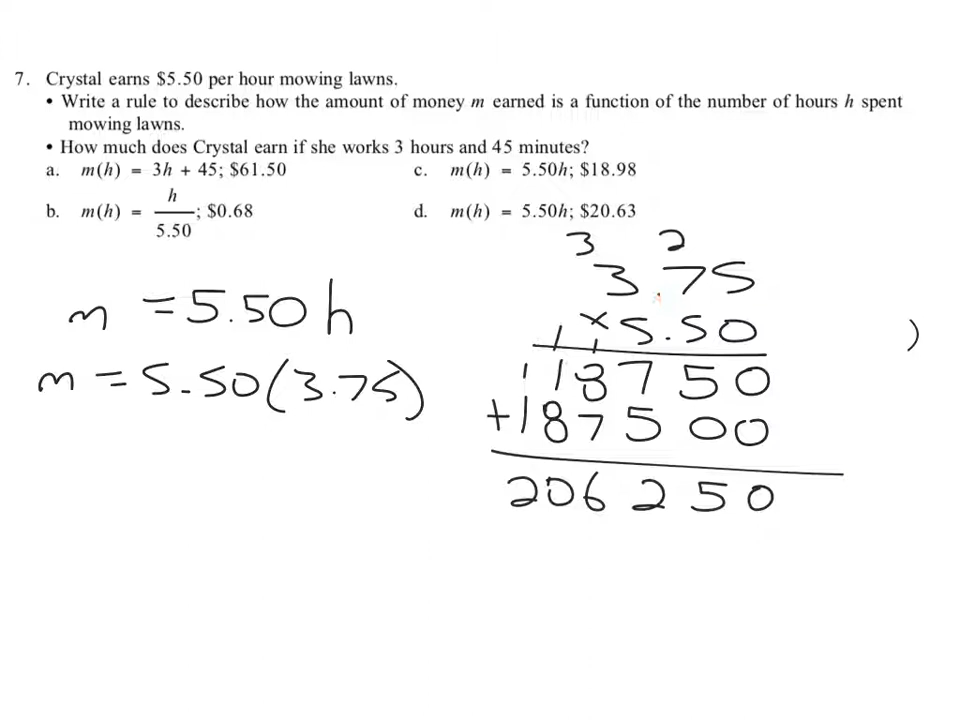 7. Crystal earns $5.50 per hour mowing lawns.
• Write a rule to describe how the amount of money m earned is a function of the number of hours h spent
mowing lawns.
• How much does Crystal earn if she works 3 hours and 45 minutes?
a. m(h) = 3h + 45; $61.50
b. m(h) = h/5.50; $0.68
c. m(h) = 5.50h; $18.98
d. m(h) = 5.50h; $20.63
m = 5.50h
m = 5.50(3.75)
3 2
3.75
×5.50
1 1
18750
+187500
206250
)